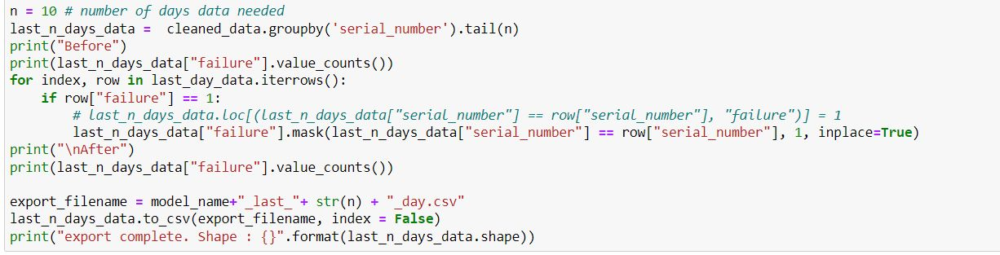 n = 10 # number of days data needed
last_n_days_data =  cleaned_data.groupby('serial_number').tail(n)
print("Before")
print(last_n_days_data["failure"].value_counts())
for index, row in last_day_data.iterrows():
    if row["failure"] == 1:
        # last_n_days_data.loc[(last_n_days_data["serial_number"] == row["serial_number"], "failure")] = 1
        last_n_days_data["failure"].mask(last_n_days_data["serial_number"] == row["serial_number"], 1, inplace=True)
print("\nAfter")
print(last_n_days_data["failure"].value_counts())

export_filename = model_name+"_last_"+ str(n) + "_day.csv"
last_n_days_data.to_csv(export_filename, index = False)
print("export complete. Shape : {}".format(last_n_days_data.shape))